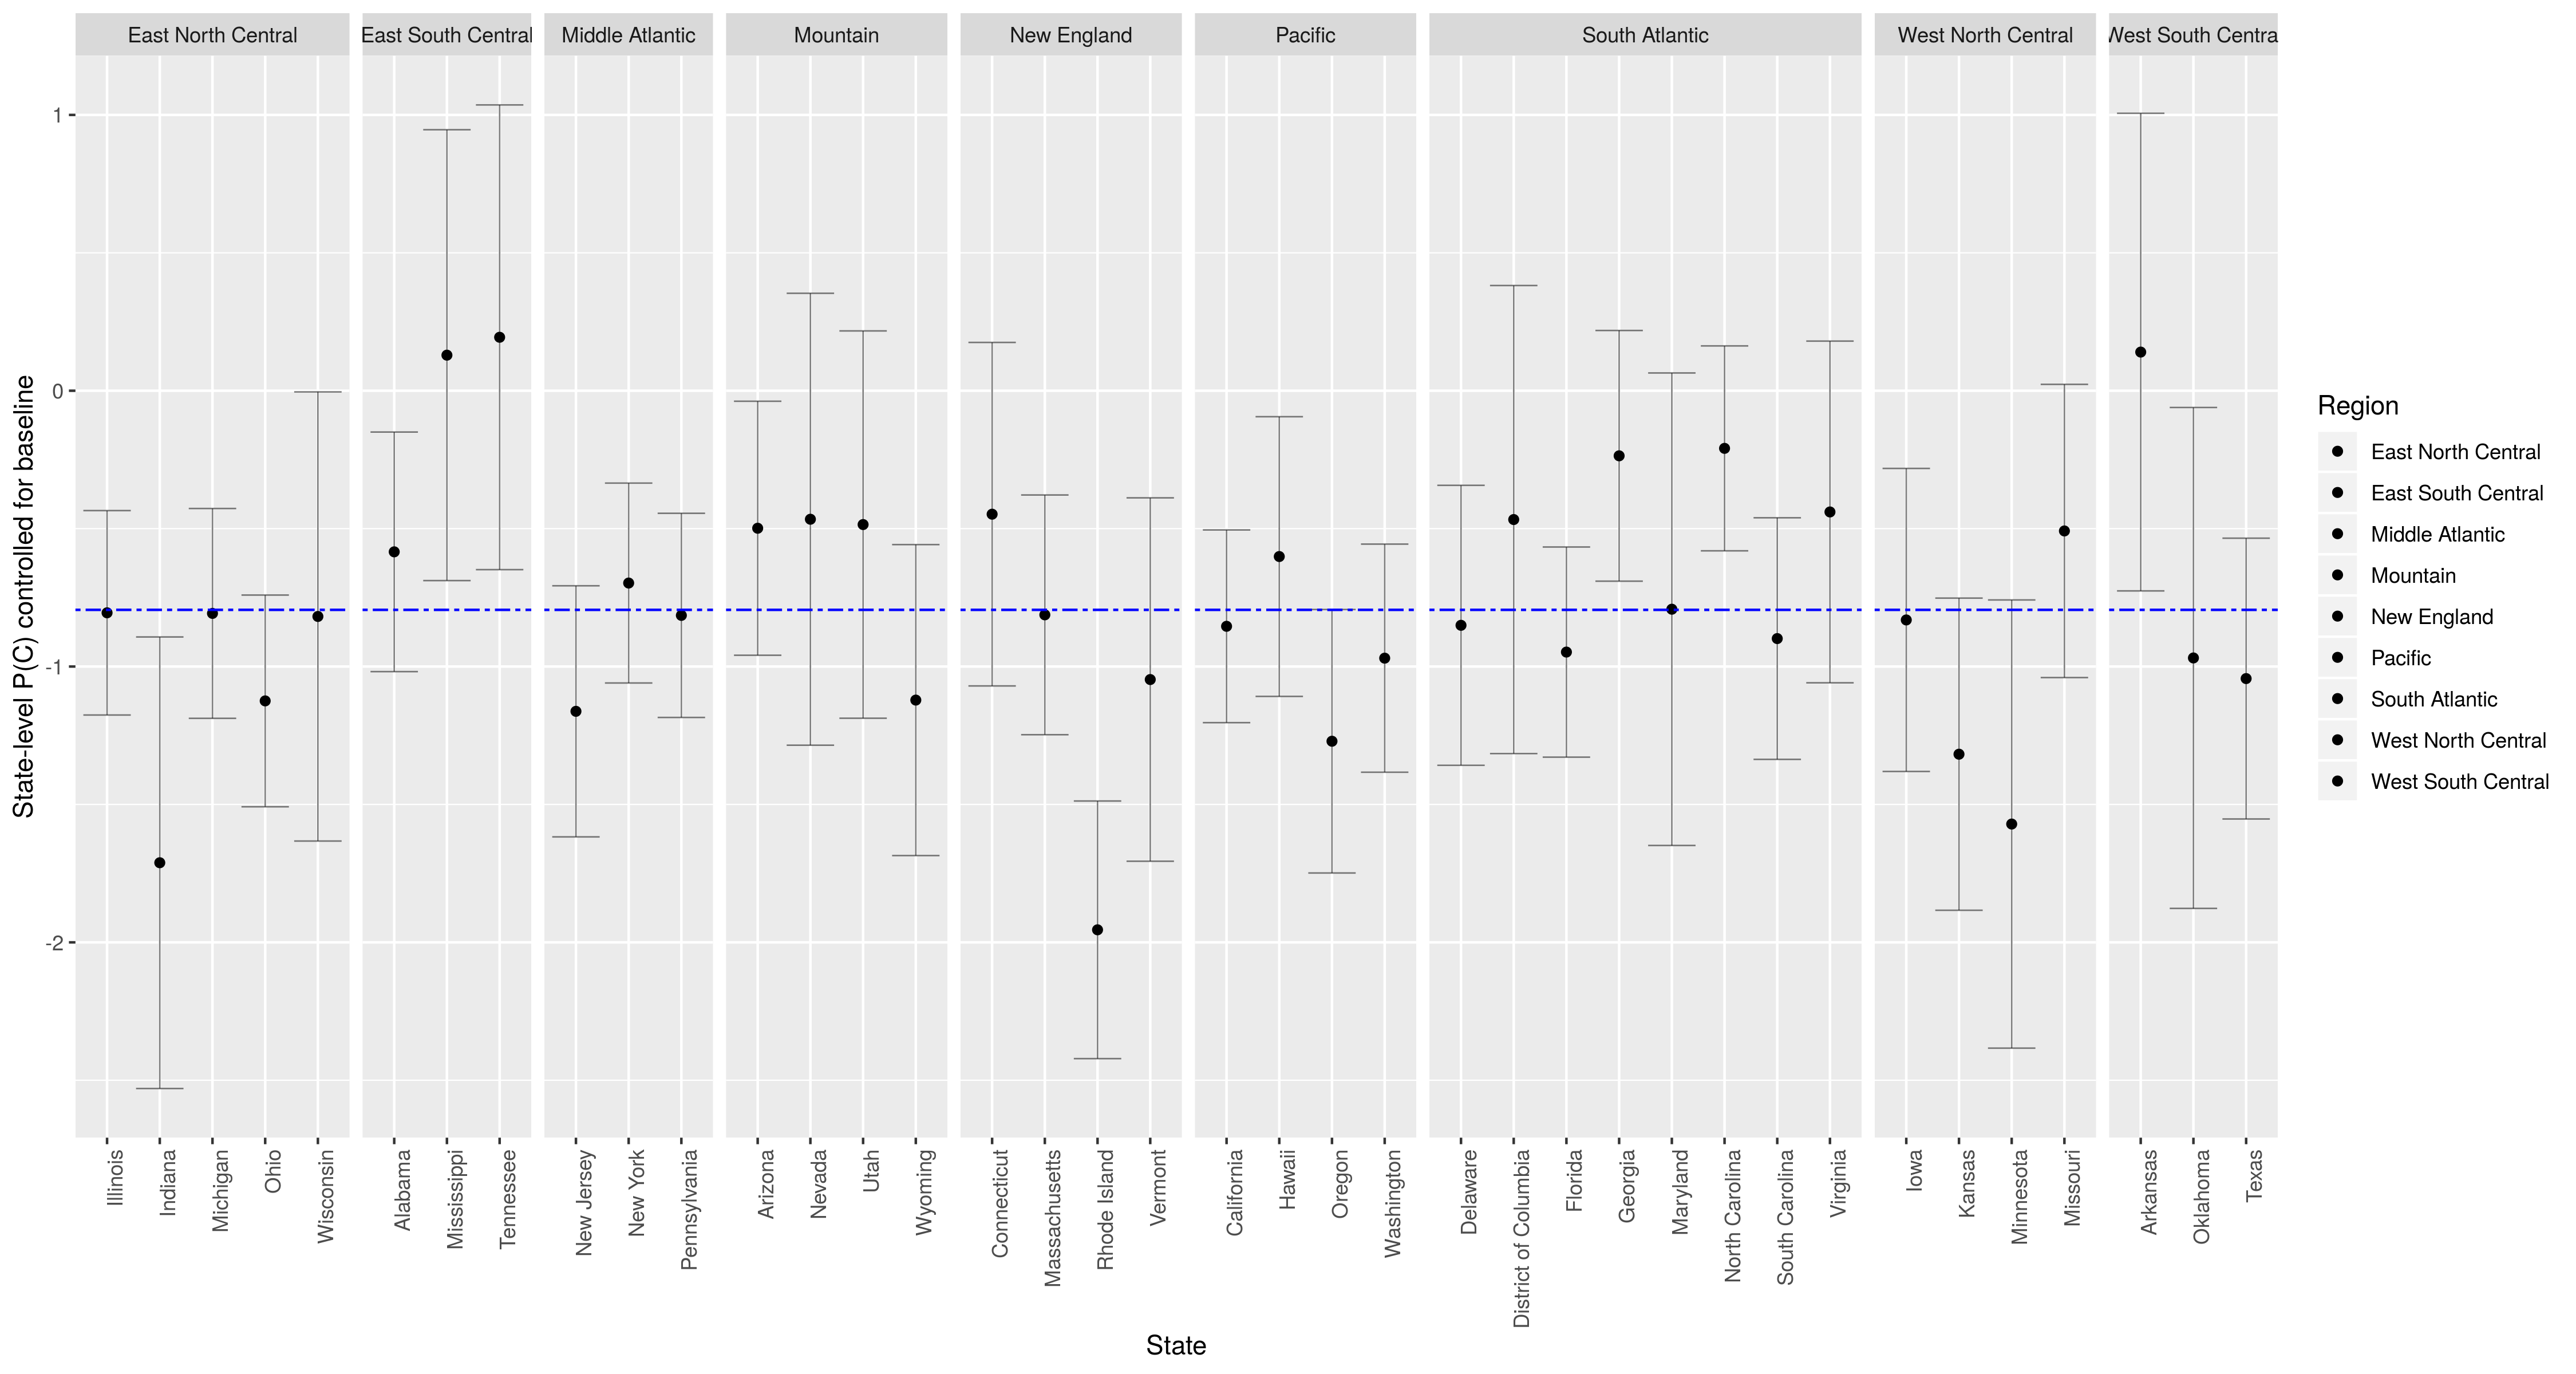 East North Central
East South Central
Middle Atlantic
Mountain
New England
Pacific
South Atlantic
West North Central
West South Centra
1
0
-1
-2
State-level P(C) controlled for baseline
Illinois
Indiana
Michigan
Ohio
Wisconsin
Alabama
Mississippi
Tennessee
New Jersey
New York
Pennsylvania
Arizona
Nevada
Utah
Wyoming
Connecticut
Massachusetts
Rhode Island
Vermont
California
Hawaii
Oregon
Washington
Delaware
District of Columbia
Florida
Georgia
Maryland
North Carolina
South Carolina
Virginia
Iowa
Kansas
Minnesota
Missouri
Arkansas
Oklahoma
Texas
State
Region
East North Central
East South Central
Middle Atlantic
Mountain
New England
Pacific
South Atlantic
West North Central
West South Central